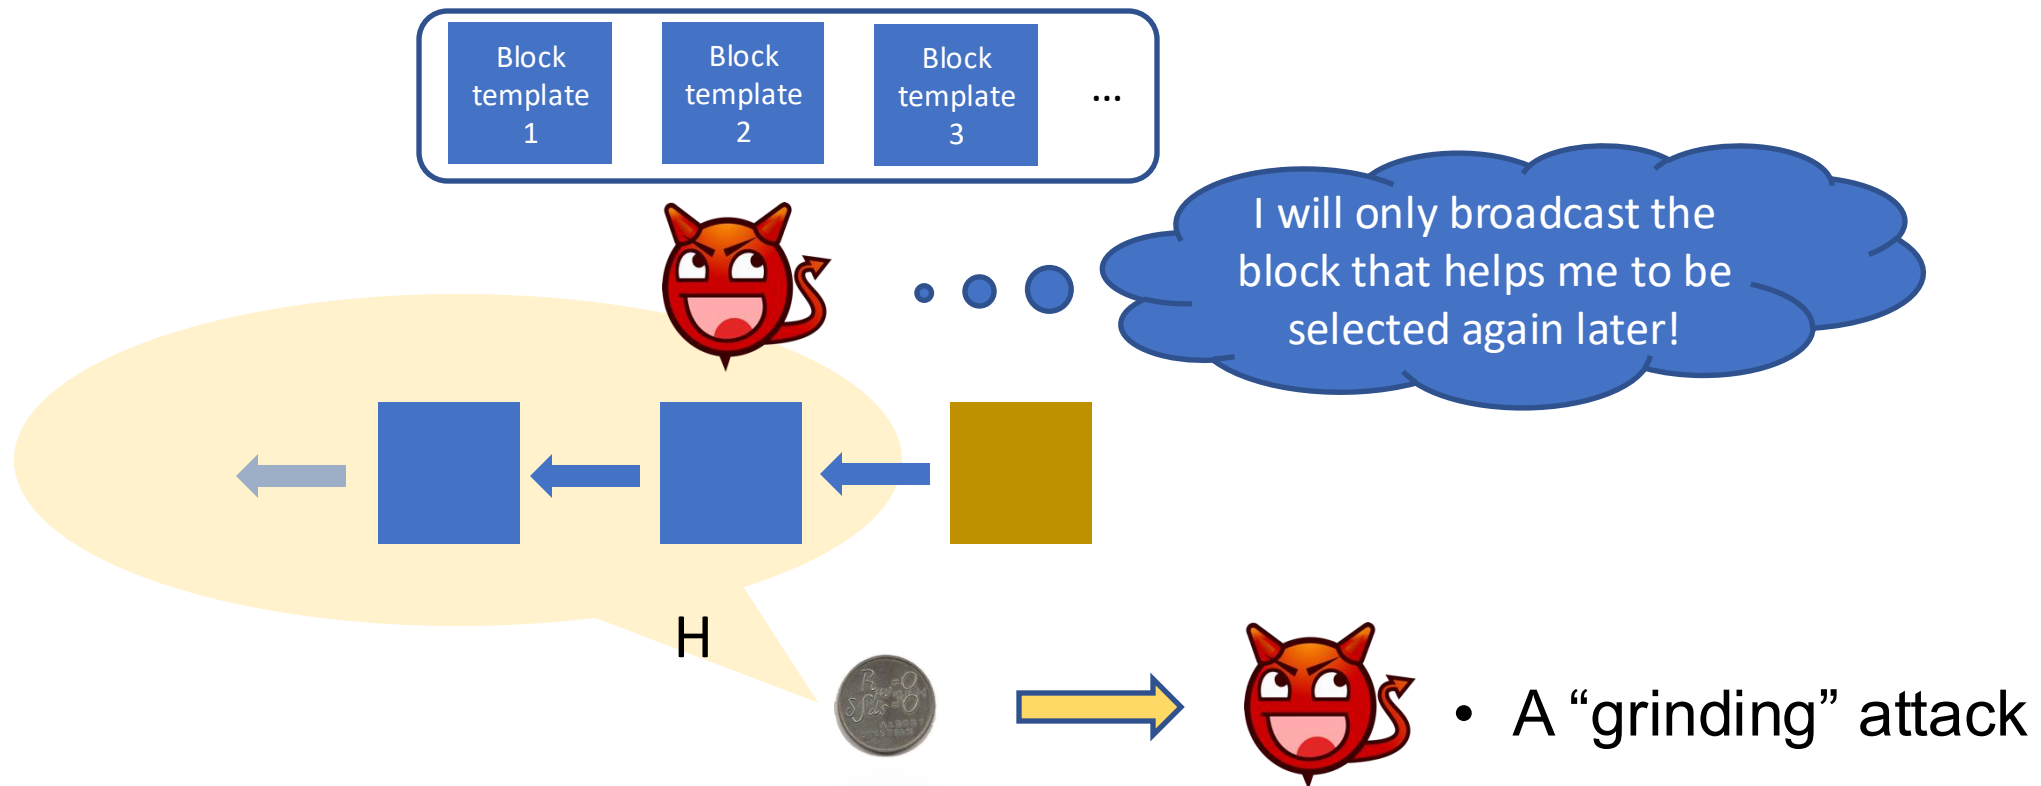 Block
template
1
Block
template
2
Block
template
3
...
I will only broadcast the
block that helps me to be
selected again later!
H
• A “grinding” attack